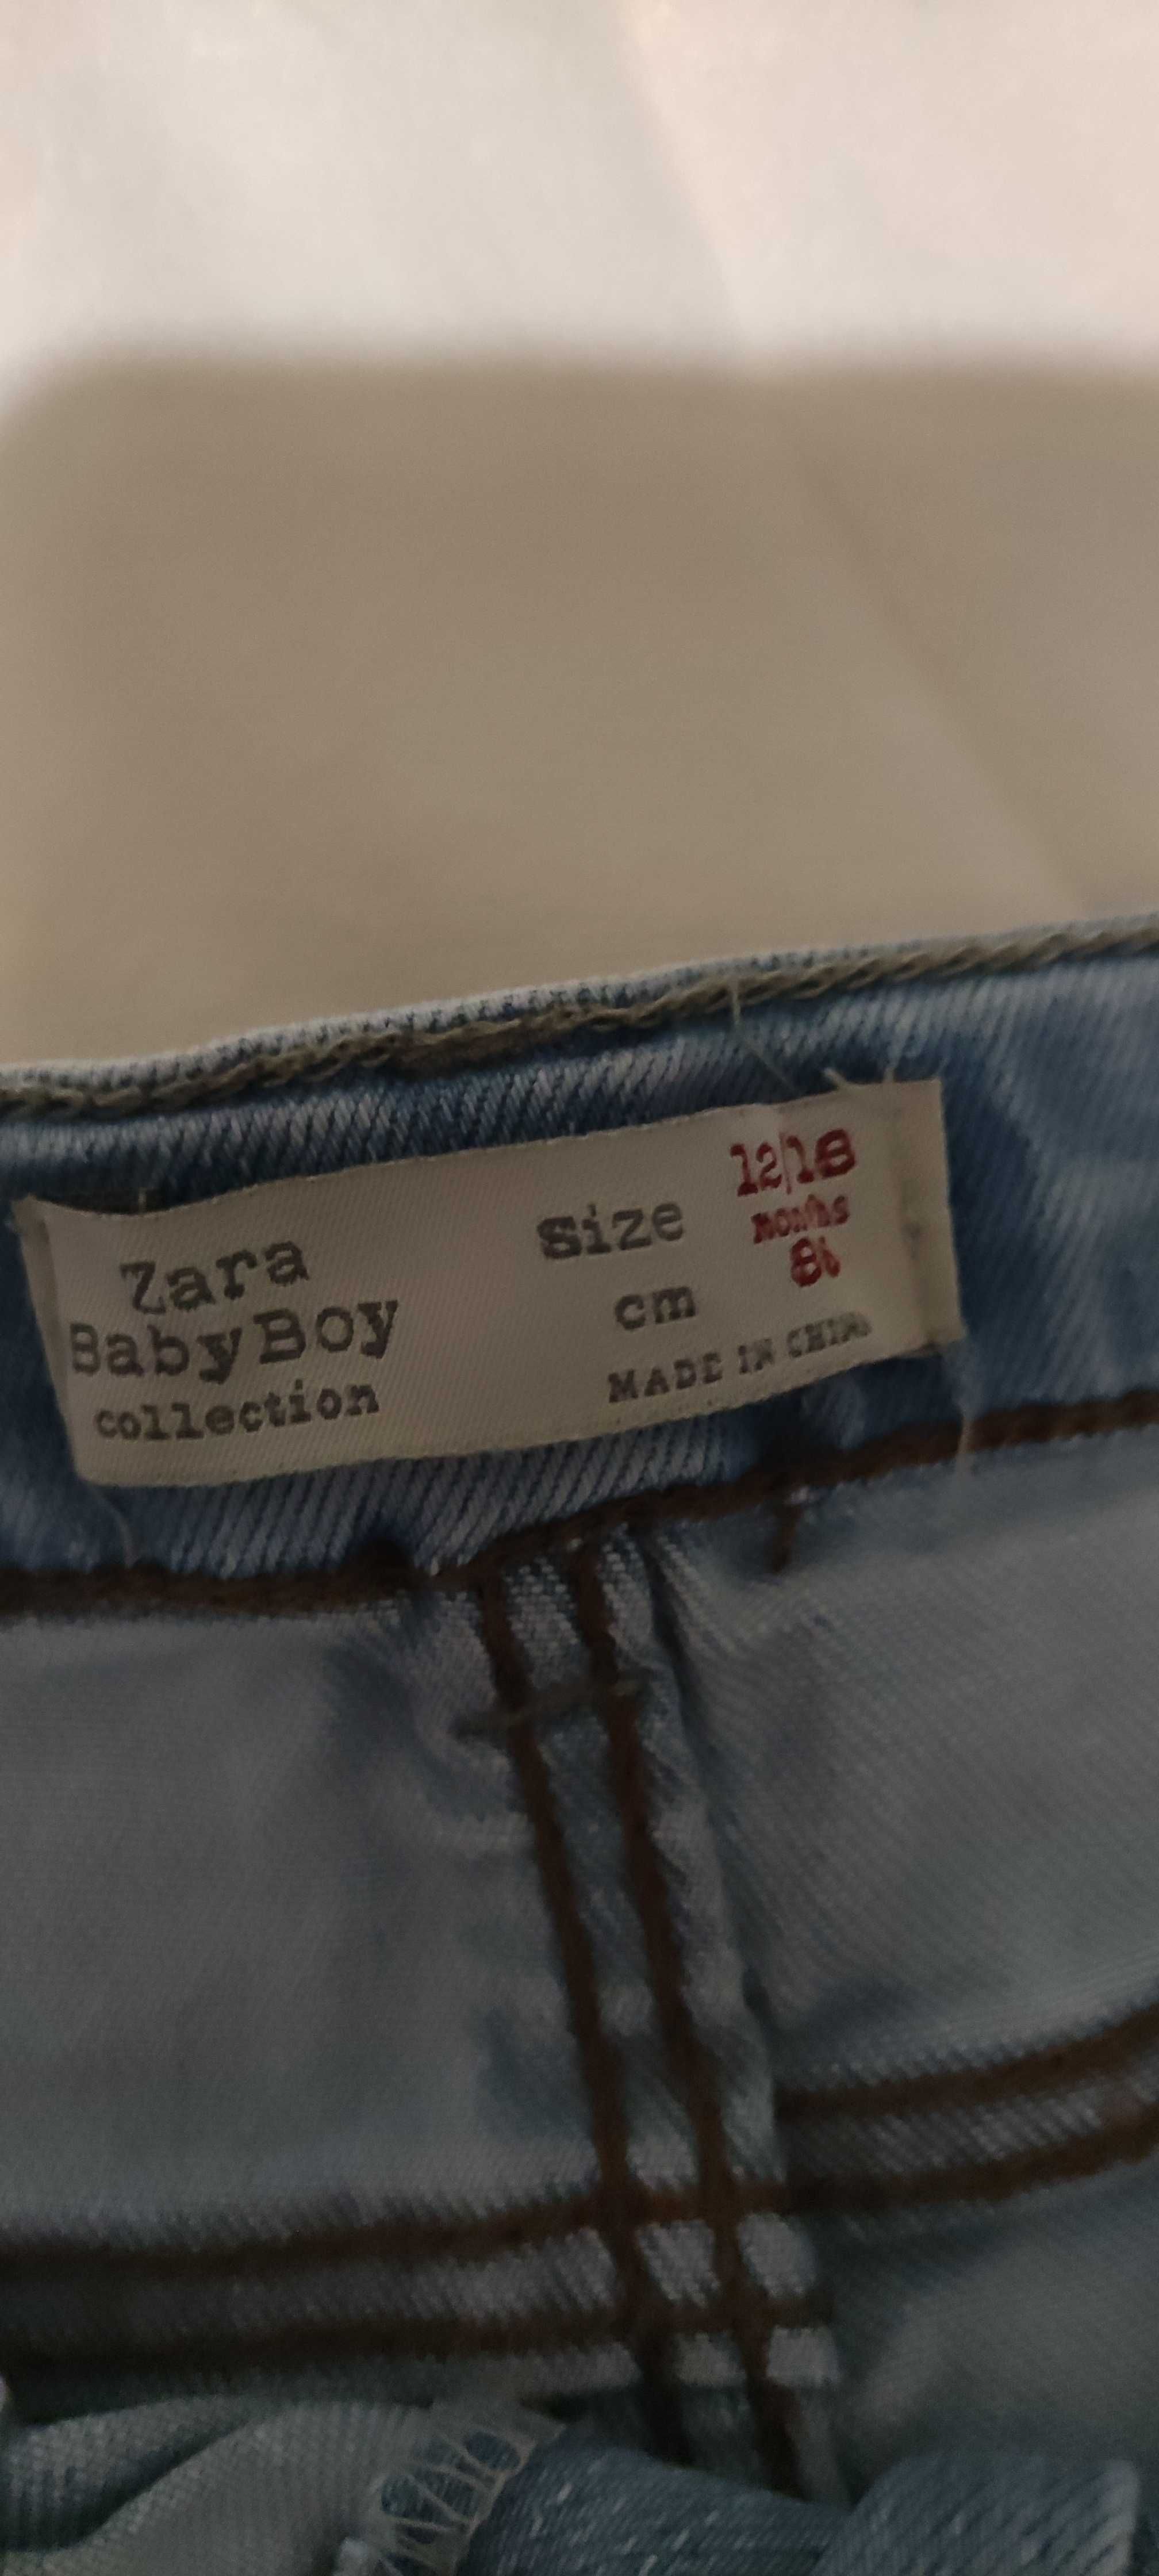 Zara
BabyBoy
collection
Size 12/18
months
cm 86
MADE IN CHINA